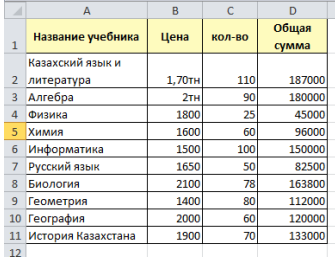 A B C D
1 Название учебника Цена кол-во Общая сумма
2 Казахский язык и литература 1,70тн 110 187000
3 Алгебра 2тн 90 180000
4 Физика 1800 25 45000
5 Химия 1600 60 96000
6 Информатика 1500 100 150000
7 Русский язык 1650 50 82500
8 Биология 2100 78 163800
9 Геометрия 1400 80 112000
10 География 2000 60 120000
11 История Казахстана 1900 70 133000
12